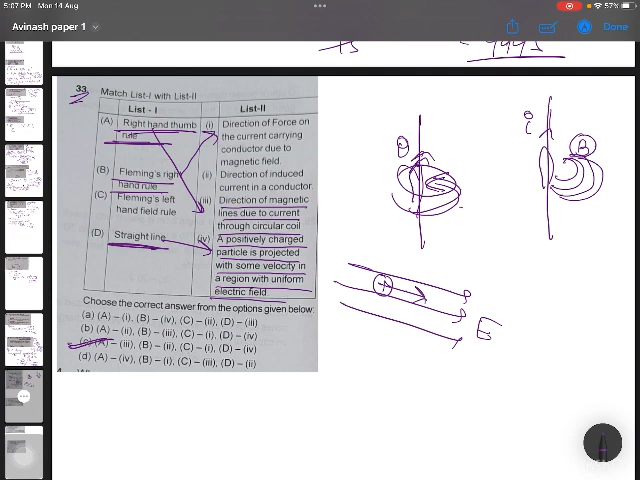 5:07 PM Mon 14 Aug
57%
Avinash paper 1
Done
33. Match List-I with List-II
List - I
List-II
(A) Right hand thumb rule
(i) Direction of Force on the current carrying conductor due to magnetic field.
(B) Fleming's right hand rule
(ii) Direction of induced current in a conductor.
(C) Fleming's left hand field rule
(iii) Direction of magnetic lines due to current through circular coil
(D) Straight line
(iv) A positively charged particle is projected with some velocity in a region with uniform electric field
Choose the correct answer from the options given below:
(a) (A) – (i), (B) – (iv), (C) – (ii), (D) – (iii)
(b) (A) – (ii), (B) – (iii), (C) – (i), (D) – (iv)
(c) (A) – (iii), (B) – (ii), (C) – (i), (D) – (iv)
(d) (A) – (iv), (B) – (i), (C) – (iii), (D) – (ii)
i
B
+
E